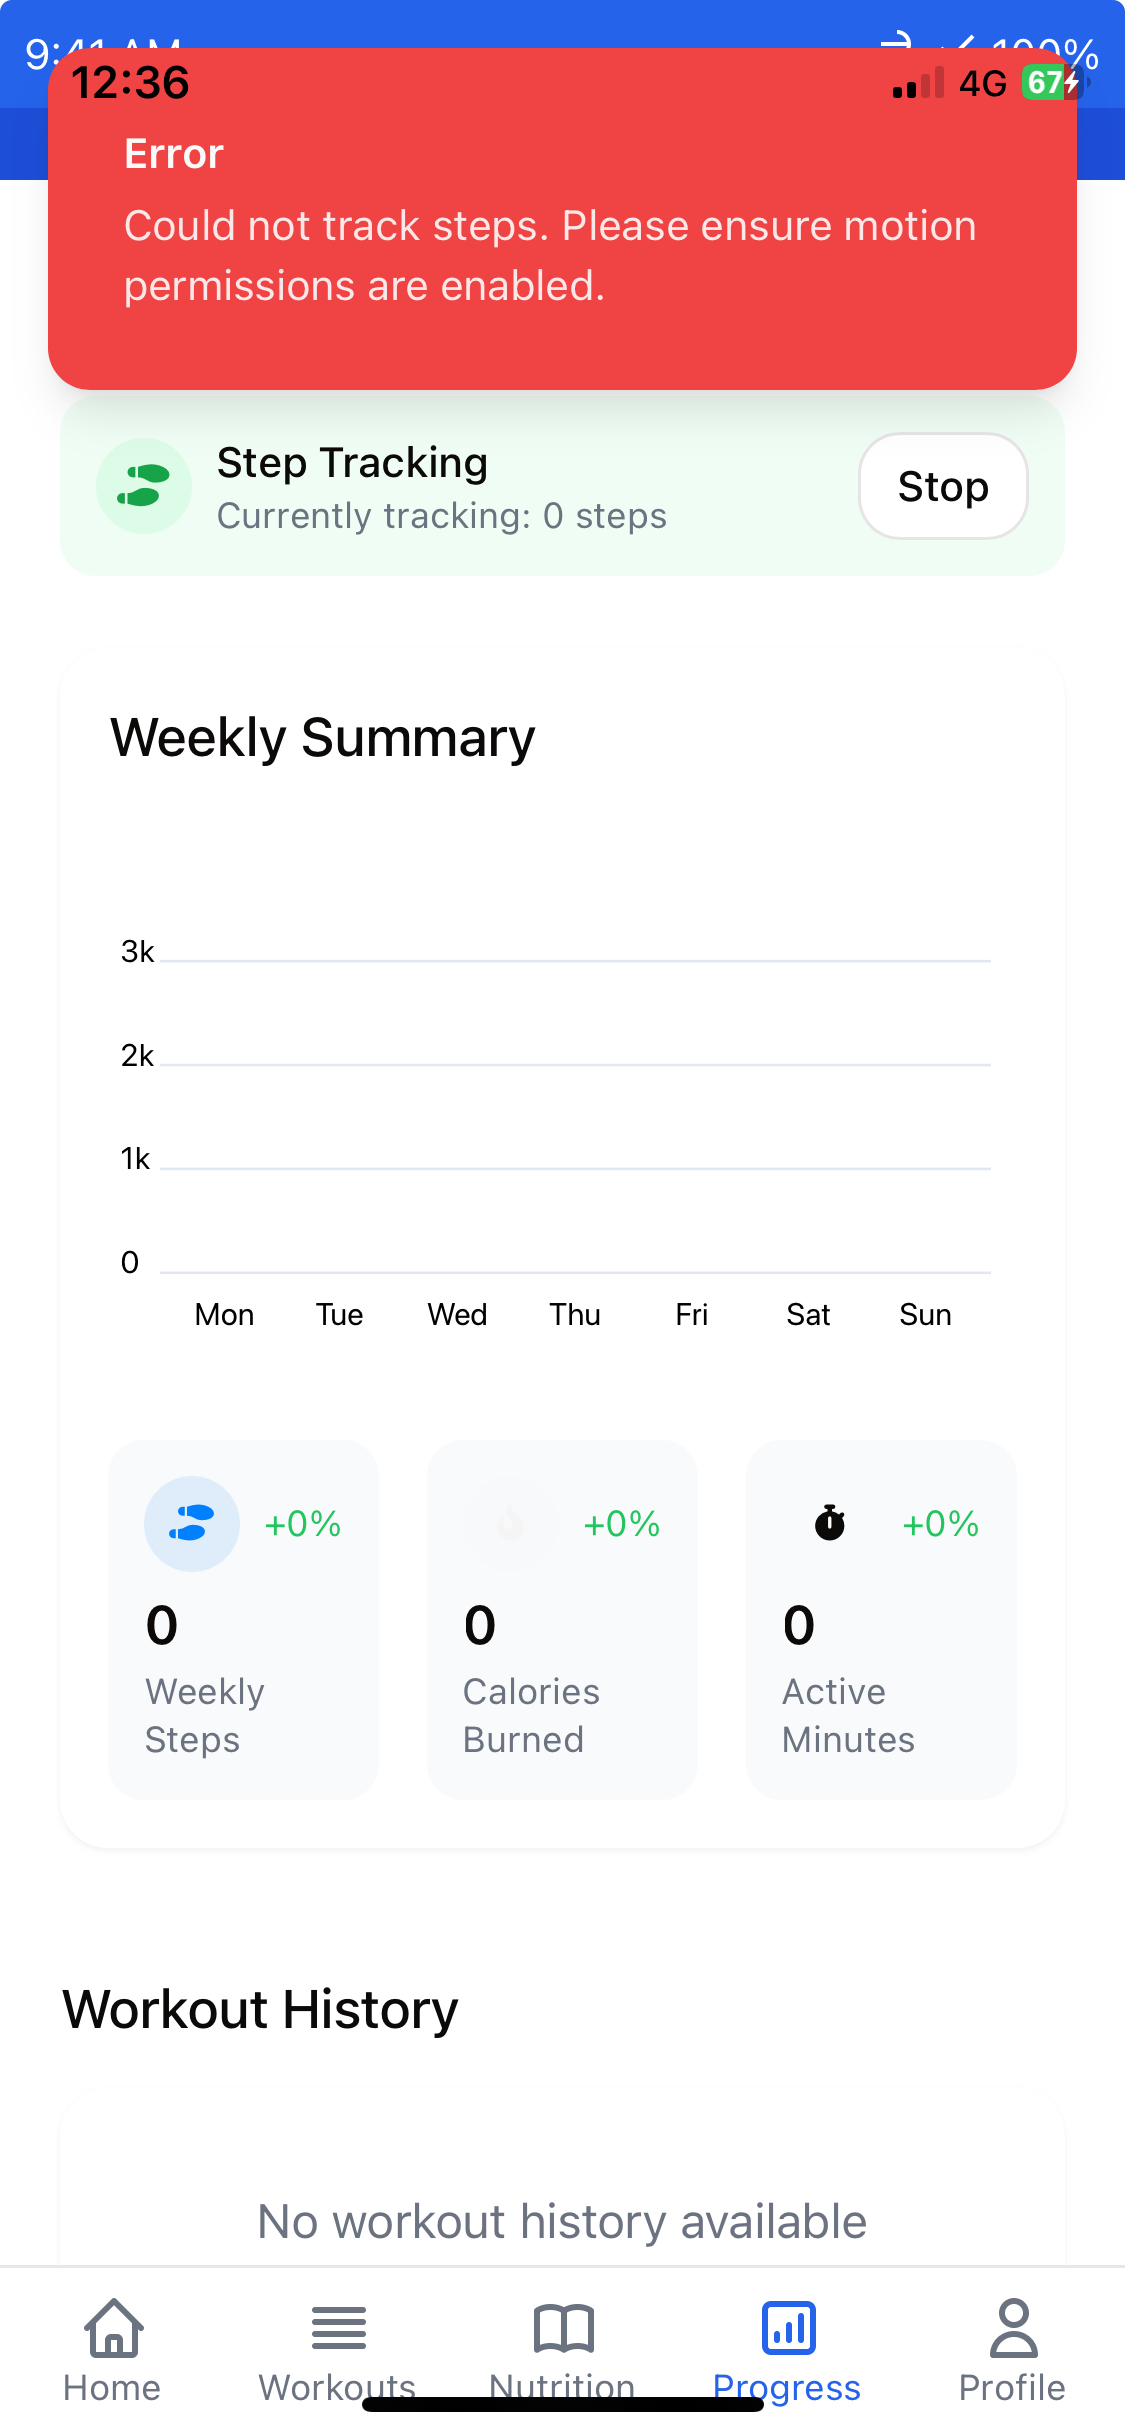 9:41 AM
100%
12:36
4G
67
Error
Could not track steps. Please ensure motion
permissions are enabled.
Step Tracking
Currently tracking: 0 steps
Stop
Weekly Summary
3k
2k
1k
0
Mon Tue Wed Thu Fri Sat Sun
+0% +0% +0%
0 0 0
Weekly Calories Active
Steps Burned Minutes
Workout History
No workout history available
Home Workouts Nutrition Progress Profile